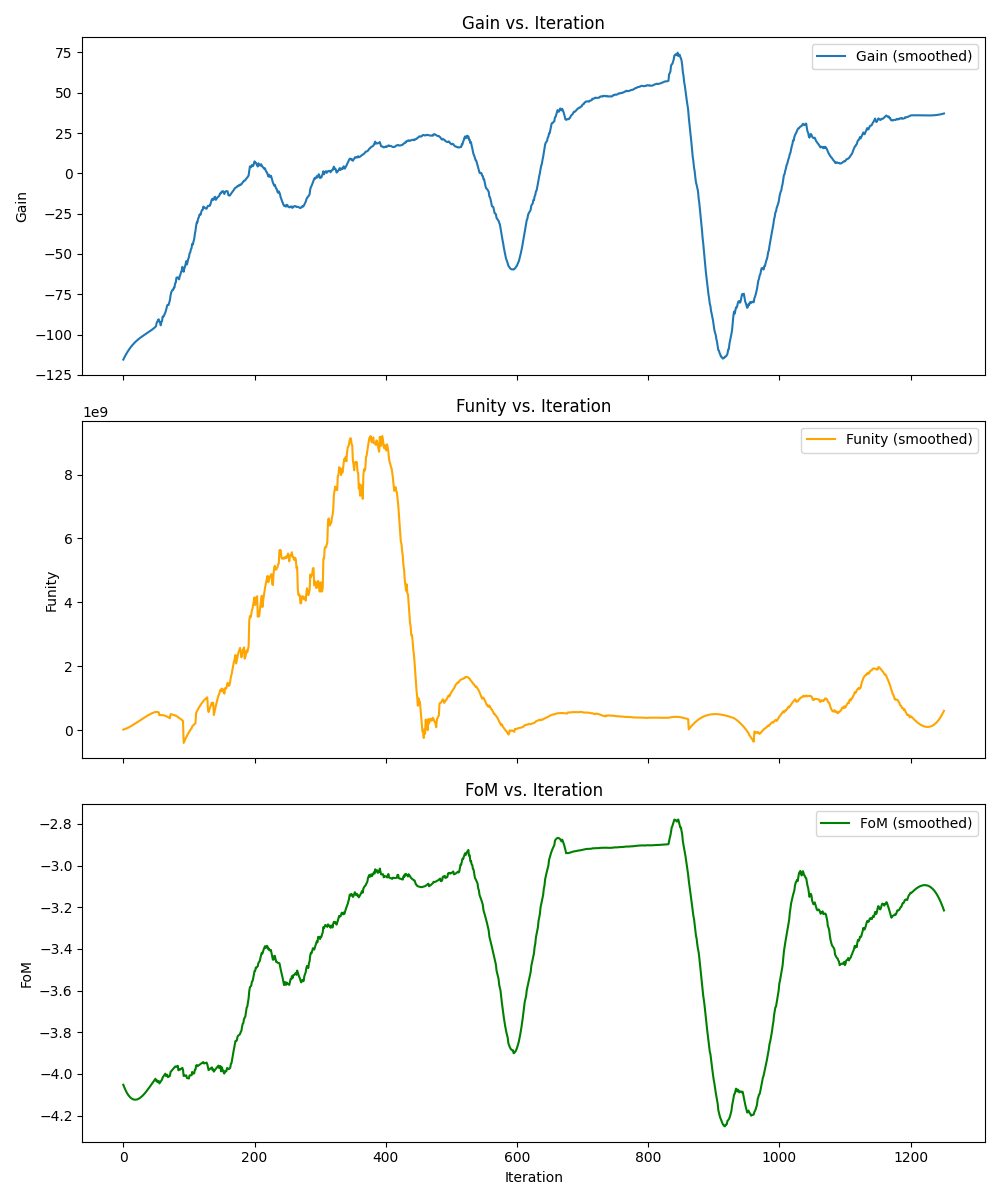 Gain vs. Iteration
Gain (smoothed)
75
50
25
0
−25
−50
−75
−100
−125
Gain
Funity vs. Iteration
1e9
Funity (smoothed)
8
6
4
2
0
Funity
FoM vs. Iteration
FoM (smoothed)
−2.8
−3.0
−3.2
−3.4
−3.6
−3.8
−4.0
−4.2
FoM
0 200 400 600 800 1000 1200
Iteration